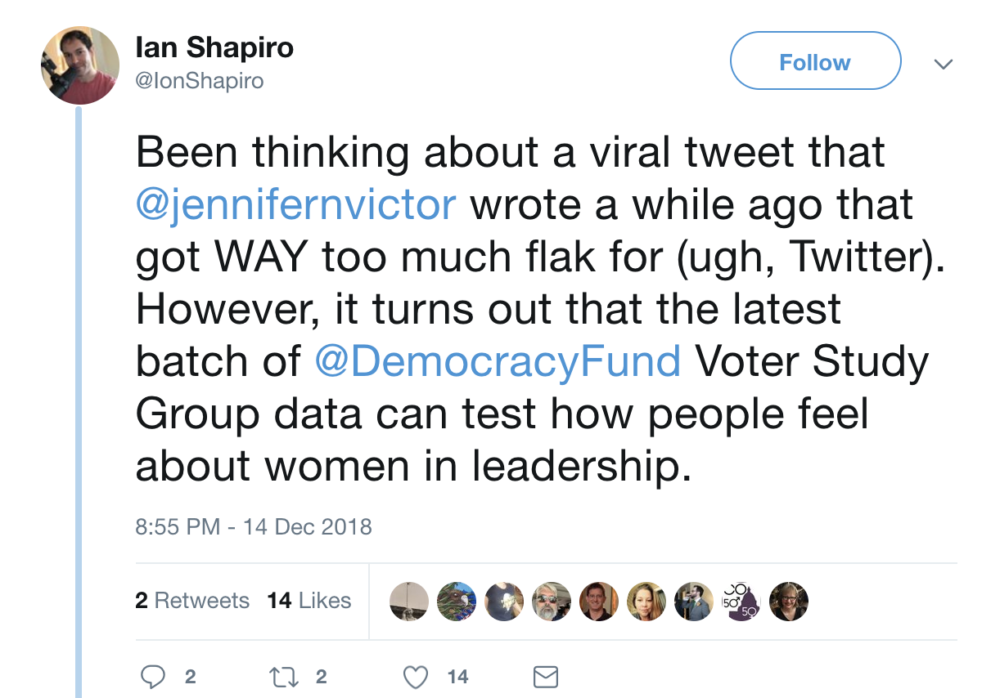 Ian Shapiro
@IonShapiro
Follow
Been thinking about a viral tweet that
@jennifernvictor wrote a while ago that
got WAY too much flak for (ugh, Twitter).
However, it turns out that the latest
batch of @DemocracyFund Voter Study
Group data can test how people feel
about women in leadership.
8:55 PM - 14 Dec 2018
2 Retweets 14 Likes
50
50
2 2 14